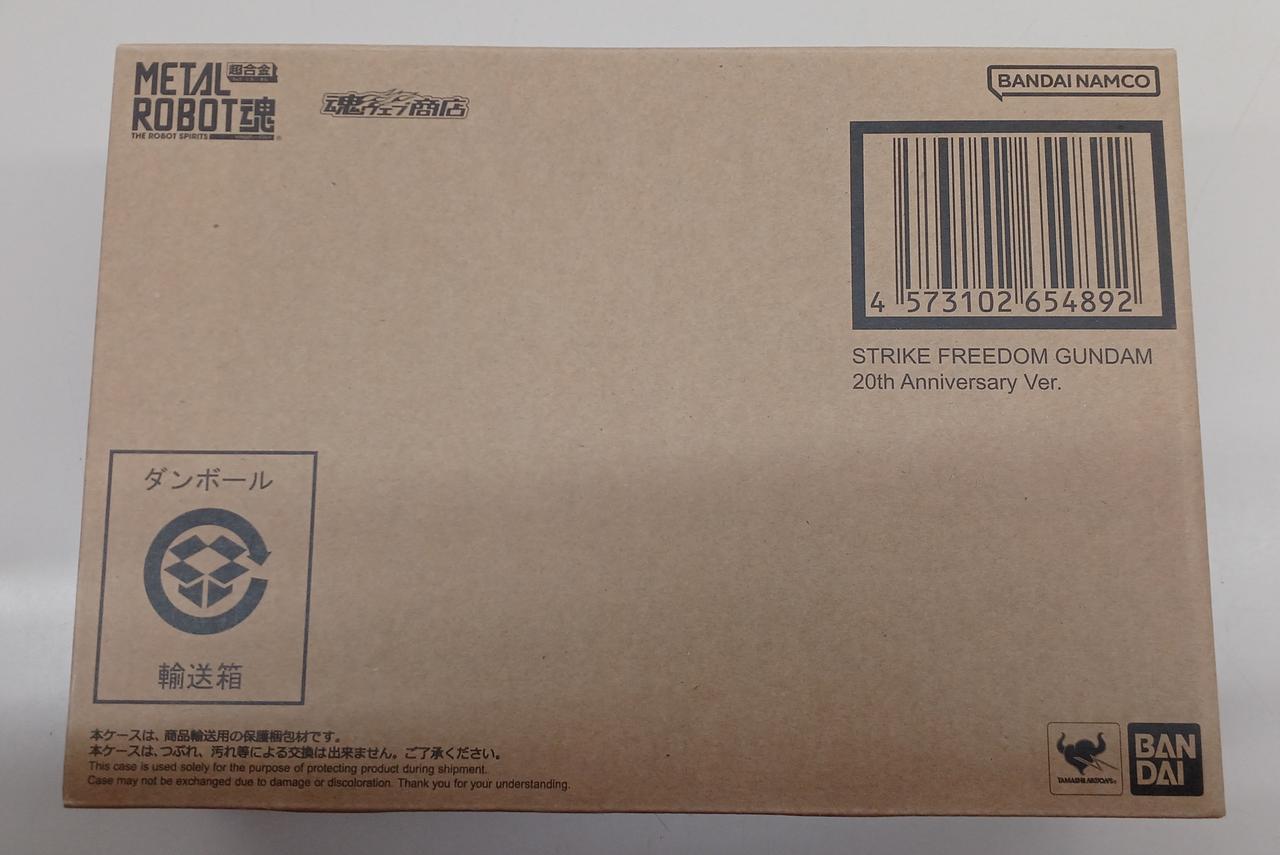 METAL
ROBOT魂
超合金
THE ROBOT SPIRITS
魂ウェブ商店
BANDAI NAMCO
4 573102 654892
STRIKE FREEDOM GUNDAM
20th Anniversary Ver.
ダンボール
輸送箱
本ケースは、商品輸送用の保護梱包材です。
本ケースは、つぶれ、汚れ等による交換は出来ません。ご了承ください。
This case is used solely for the purpose of protecting product during shipment.
Case may not be exchanged due to damage or discoloration. Thank you for your understanding.
TAMASHII NATIONS
BAN
DAI